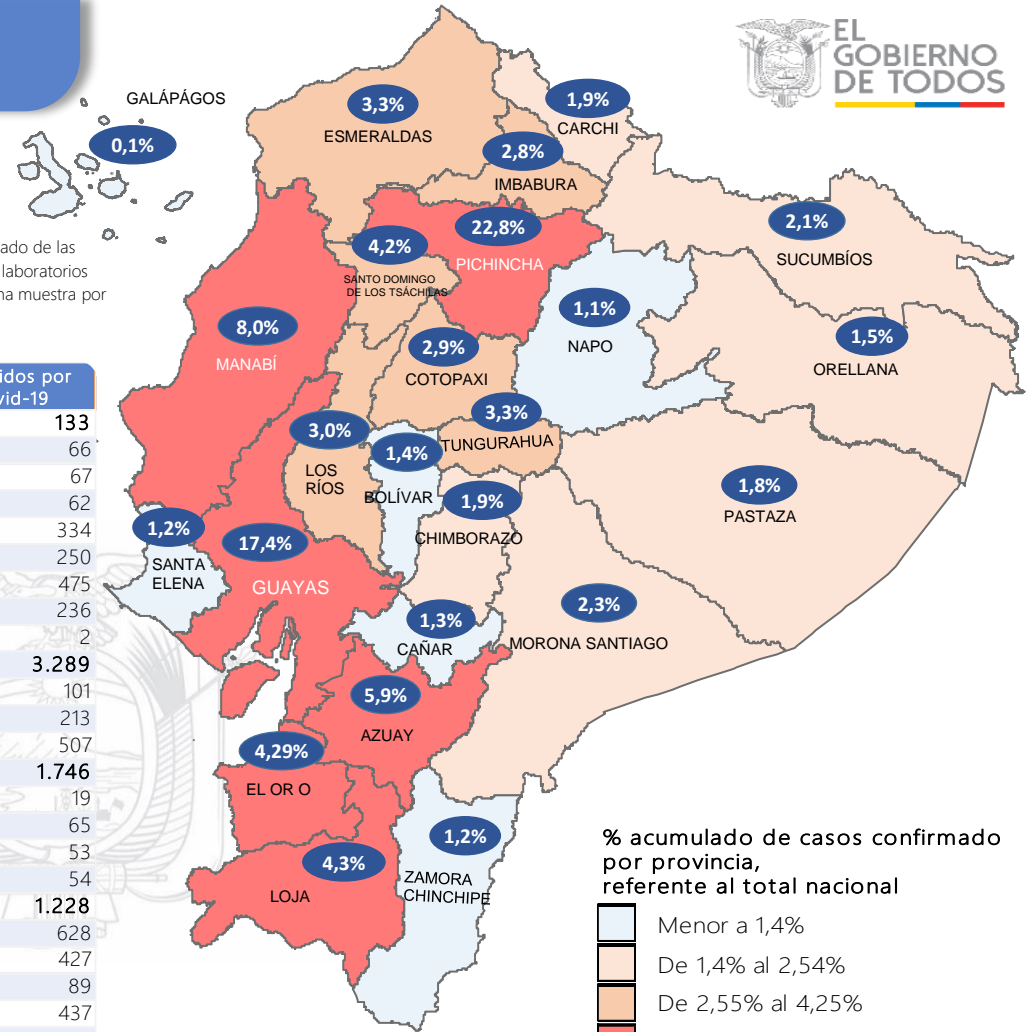 EL
GOBIERNO
DE TODOS
GALÁPÁGOS
0,1%
3,3%
ESMERALDAS
1,9%
CARCHI
2,8%
IMBABURA
22,8%
PICHINCHA
4,2%
SANTO DOMINGO
DE LOS TSÁCHILAS
2,1%
SUCUMBÍOS
ado de las
laboratorios
na muestra por
8,0%
MANABÍ
1,1%
NAPO
1,5%
ORELLANA
2,9%
COTOPAXI
3,3%
TUNGURAHUA
3,0%
LOS
RÍOS
1,4%
BOLÍVAR
1,9%
CHIMBORAZO
1,8%
PASTAZA
1,2%
SANTA
ELENA
17,4%
GUAYAS
2,3%
MORONA SANTIAGO
1,3%
CAÑAR
5,9%
AZUAY
4,29%
EL OR O
4,3%
LOJA
1,2%
ZAMORA
CHINCHIPE
idos por
vid-19
133
66
67
62
334
250
475
236
2
3.289
101
213
507
1.746
19
65
53
54
1.228
628
427
89
437
% acumulado de casos confirmado
por provincia,
referente al total nacional
Menor a 1,4%
De 1,4% al 2,54%
De 2,55% al 4,25%